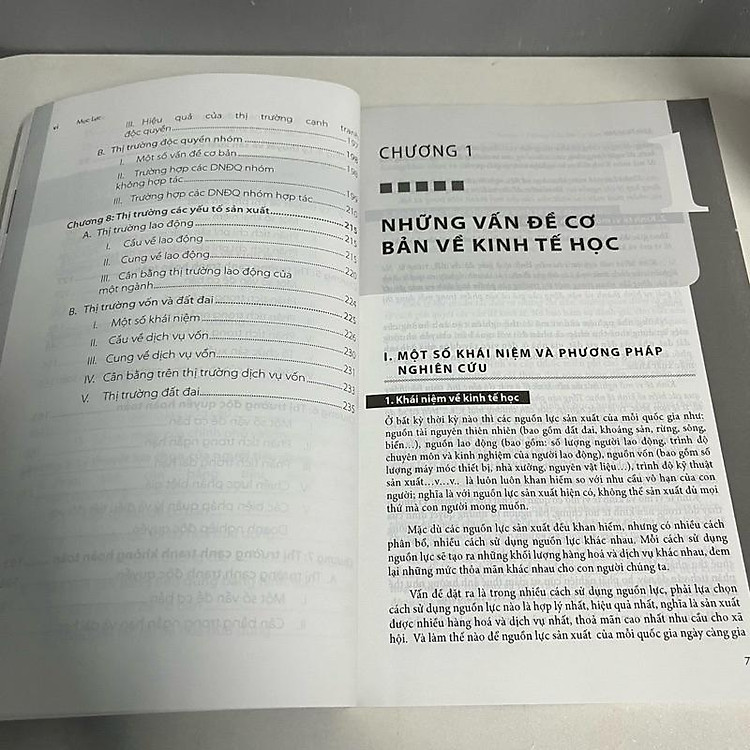 vi Mục Lục
III. Hiệu quả của thị trường cạnh tranh
độc quyền 197
B. Thị trường độc quyền nhóm 198
I. Một số vấn đề cơ bản 198
II. Trường hợp các DNĐQ nhóm
không hợp tác 199
III. Trường hợp các DNĐQ nhóm hợp tác 210
Chương 8: Thị trường các yếu tố sản xuất 215
A. Thị trường lao động 215
I. Cầu về lao động 215
II. Cung về lao động 220
III. Cân bằng thị trường lao động của
một ngành 224
B. Thị trường vốn và đất đai 225
I. Một số khái niệm 226
II. Cầu về dịch vụ vốn 230
III. Cung về dịch vụ vốn 231
IV. Cân bằng trên thị trường dịch vụ vốn 233
V. Thị trường đất đai 235
1
CHƯƠNG 1
NHỮNG VẤN ĐỀ CƠ
BẢN VỀ KINH TẾ HỌC
I. MỘT SỐ KHÁI NIỆM VÀ PHƯƠNG PHÁP
NGHIÊN CỨU
1. Khái niệm về kinh tế học
Ở bất kỳ thời kỳ nào thì các nguồn lực sản xuất của mỗi quốc gia như:
nguồn tài nguyên thiên nhiên (bao gồm đất đai, khoáng sản, rừng, sông,
biển…), nguồn lao động (bao gồm: số lượng người lao động, trình độ
chuyên môn và kinh nghiệm của người lao động), nguồn vốn (bao gồm số
lượng máy móc thiết bị, nhà xưởng, nguyên vật liệu…), trình độ kỹ thuật
sản xuất…v…v.. là luôn luôn khan hiếm so với nhu cầu vô hạn của con
người; nghĩa là với nguồn lực sản xuất hiện có, không thể sản xuất đủ mọi
thứ mà con người mong muốn.
Mặc dù các nguồn lực sản xuất đều khan hiếm, nhưng có nhiều cách
phân bổ, nhiều cách sử dụng nguồn lực khác nhau. Mỗi cách sử dụng
nguồn lực sẽ tạo ra những khối lượng hàng hoá và dịch vụ khác nhau, đem
lại những mức thỏa mãn khác nhau cho con người chúng ta.
Vấn đề đặt ra là trong nhiều cách sử dụng nguồn lực, phải lựa chọn
cách sử dụng nguồn lực nào là hợp lý nhất, hiệu quả nhất, nghĩa là sản xuất
được nhiều hàng hoá và dịch vụ nhất, thoả mãn cao nhất nhu cầu cho xã
hội. Và làm thế nào để nguồn lực sản xuất của mỗi quốc gia ngày càng gia
7